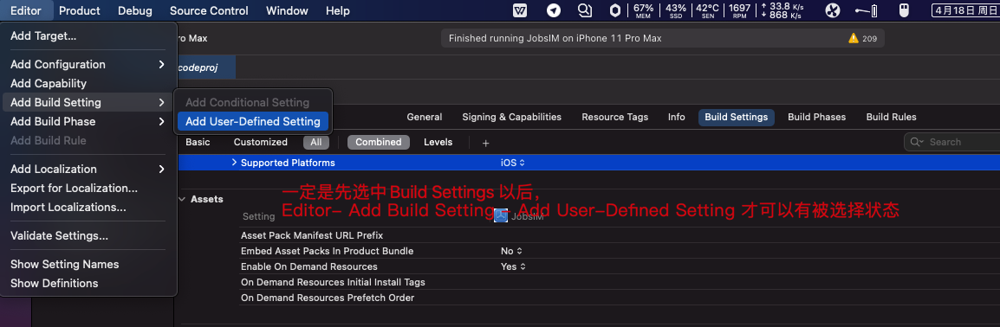 Editor Product Debug Source Control Window Help 67% MEM 43% SSD 42°C SEN 1697 RPM ↑ 33.8 K/s ↓ 868 K/s 4月18日 周日
Add Target...
ro Max Finished running JobsIM on iPhone 11 Pro Max 209
Add Configuration
codeproj
Add Capability
Add Build Setting
Add Conditional Setting
Add Build Phase
Add User-Defined Setting
General Signing & Capabilities Resource Tags Info Build Settings Build Phases Build Rules
Add Build Rule
Basic Customized All Combined Levels + Search
Supported Platforms iOS
Add Localization
Export for Localization...
Import Localizations...
Validate Settings...
Show Setting Names
Show Definitions
一定是先选中Build Settings 以后,
Assets
Editor- Add Build Setting - Add User-Defined Setting 才可以有被选择状态
Setting JobsIM
Asset Pack Manifest URL Prefix
Embed Asset Packs In Product Bundle No
Enable On Demand Resources Yes
On Demand Resources Initial Install Tags
On Demand Resources Prefetch Order